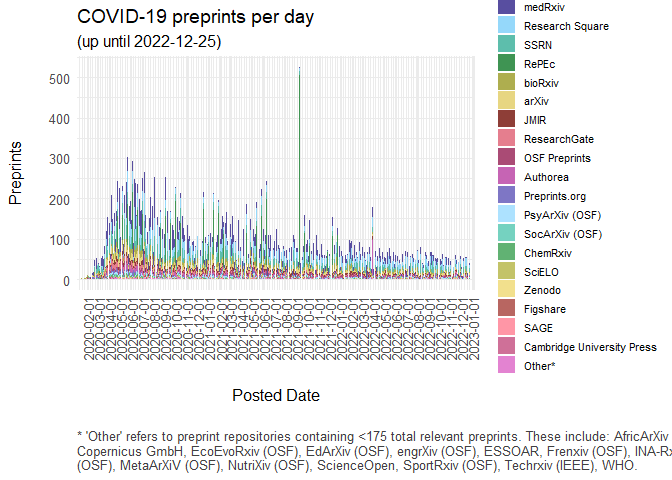 COVID-19 preprints per day
(up until 2022-12-25)
Preprints
500
400
300
200
100
0
2020-02-01
2020-03-01
2020-04-01
2020-05-01
2020-06-01
2020-07-01
2020-08-01
2020-09-01
2020-10-01
2020-11-01
2020-12-01
2021-01-01
2021-02-01
2021-03-01
2021-04-01
2021-05-01
2021-06-01
2021-07-01
2021-08-01
2021-09-01
2021-10-01
2021-11-01
2021-12-01
2022-01-01
2022-02-01
2022-03-01
2022-04-01
2022-05-01
2022-06-01
2022-07-01
2022-08-01
2022-09-01
2022-10-01
2022-11-01
2022-12-01
2023-01-01
Posted Date
medRxiv
Research Square
SSRN
RePEc
bioRxiv
arXiv
JMIR
ResearchGate
OSF Preprints
Authorea
Preprints.org
PsyArXiv (OSF)
SocArXiv (OSF)
ChemRxiv
SciELO
Zenodo
Figshare
SAGE
Cambridge University Press
Other*
* 'Other' refers to preprint repositories containing <175 total relevant preprints. These include: AfricArXiv
Copernicus GmbH, EcoEvoRxiv (OSF), EdArXiv (OSF), engrXiv (OSF), ESSOAR, Frenxiv (OSF), INA-Rx
(OSF), MetaArXiV (OSF), NutriXiv (OSF), ScienceOpen, SportRxiv (OSF), Techrxiv (IEEE), WHO.